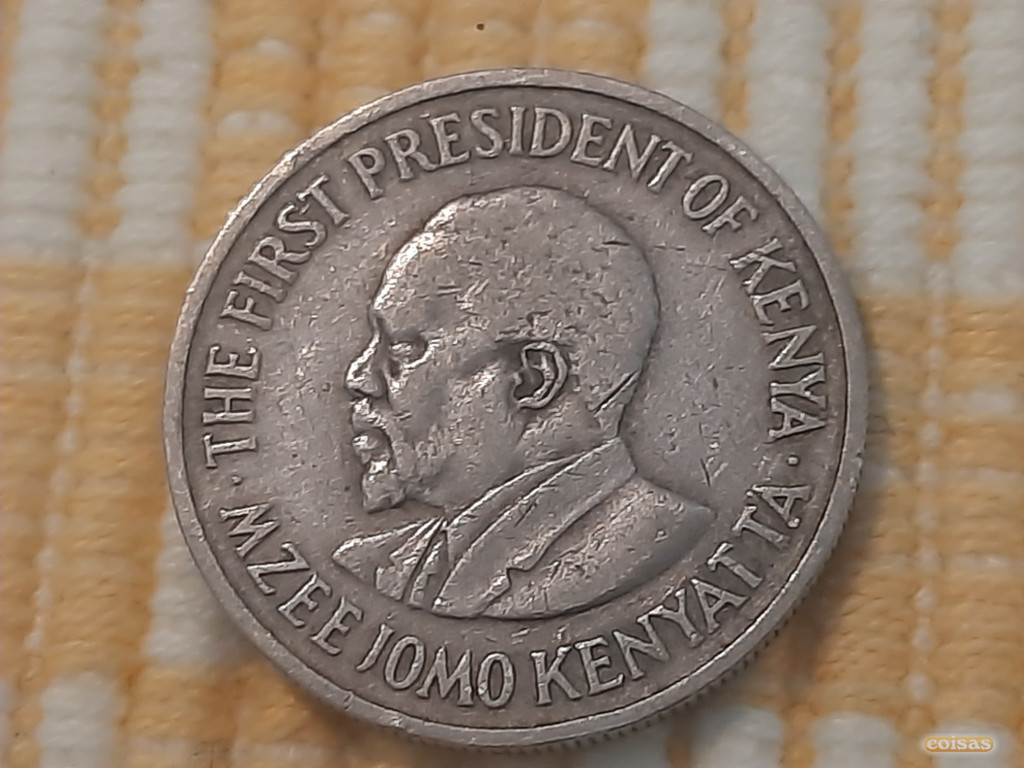 · THE FIRST PRESIDENT OF KENYA ·
MZEE JOMO KENYATTA
coisas